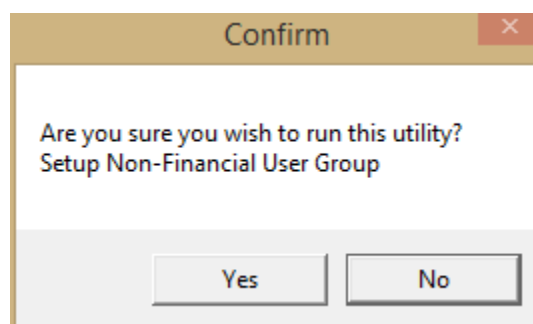 Confirm
Are you sure you wish to run this utility?
Setup Non-Financial User Group
Yes
No